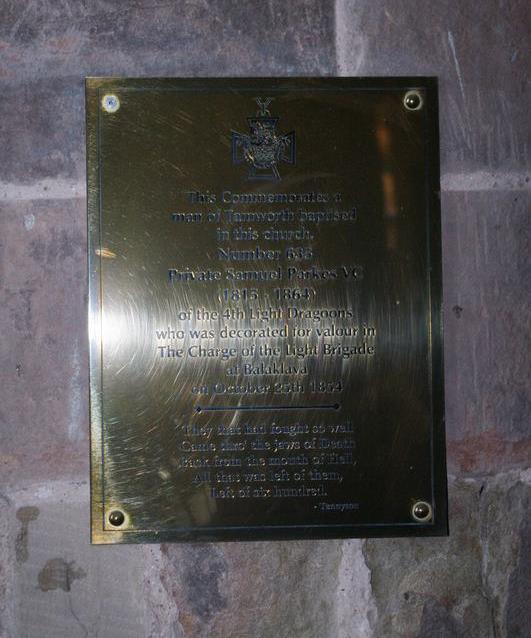 This Commemorates a
man of Tamworth baptised
in this church.
Number 635
Private Samuel Parkes VC
(1815 - 1864)
of the 4th Light Dragoons
who was decorated for valour in
The Charge of the Light Brigade
at Balaklava
on October 25th 1854
They that had fought so well
Came thro' the jaws of Death
Back from the mouth of Hell,
All that was left of them,
Left of six hundred.
- Tennyson